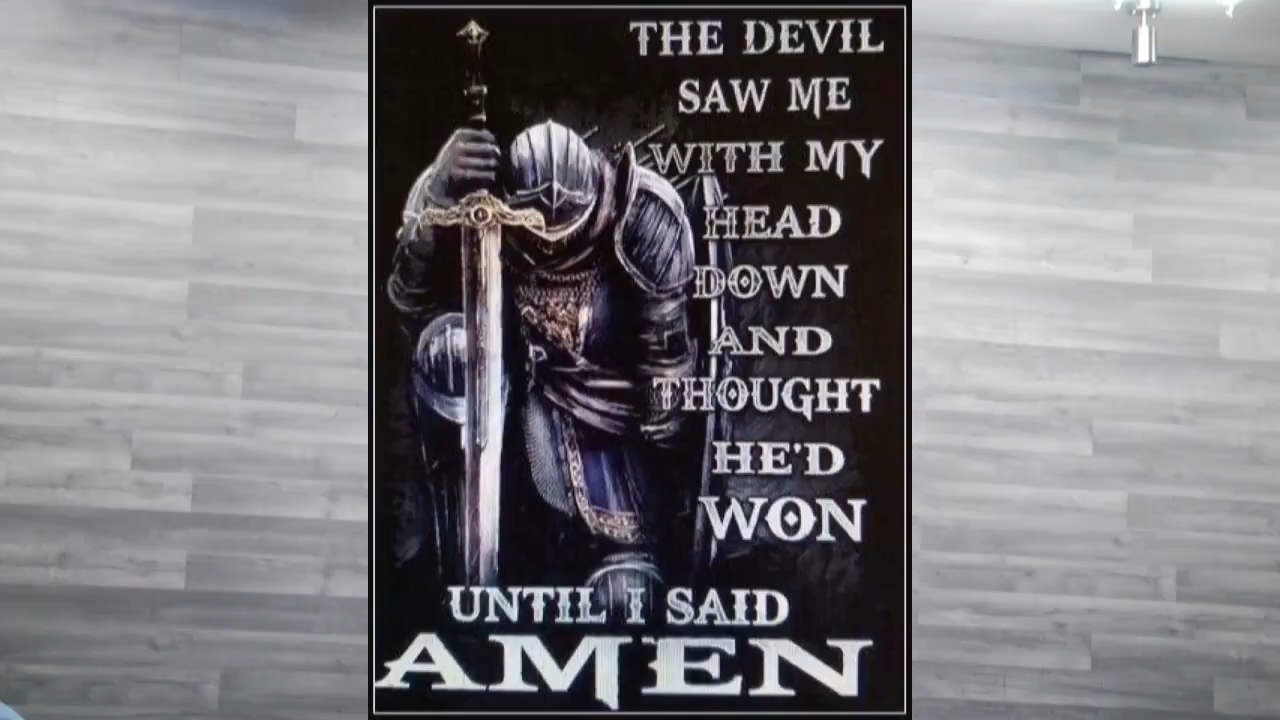 THE DEVIL
SAW ME
WITH MY
HEAD
DOWN
AND
THOUGHT
HE'D
WON
UNTIL I SAID
AMEN